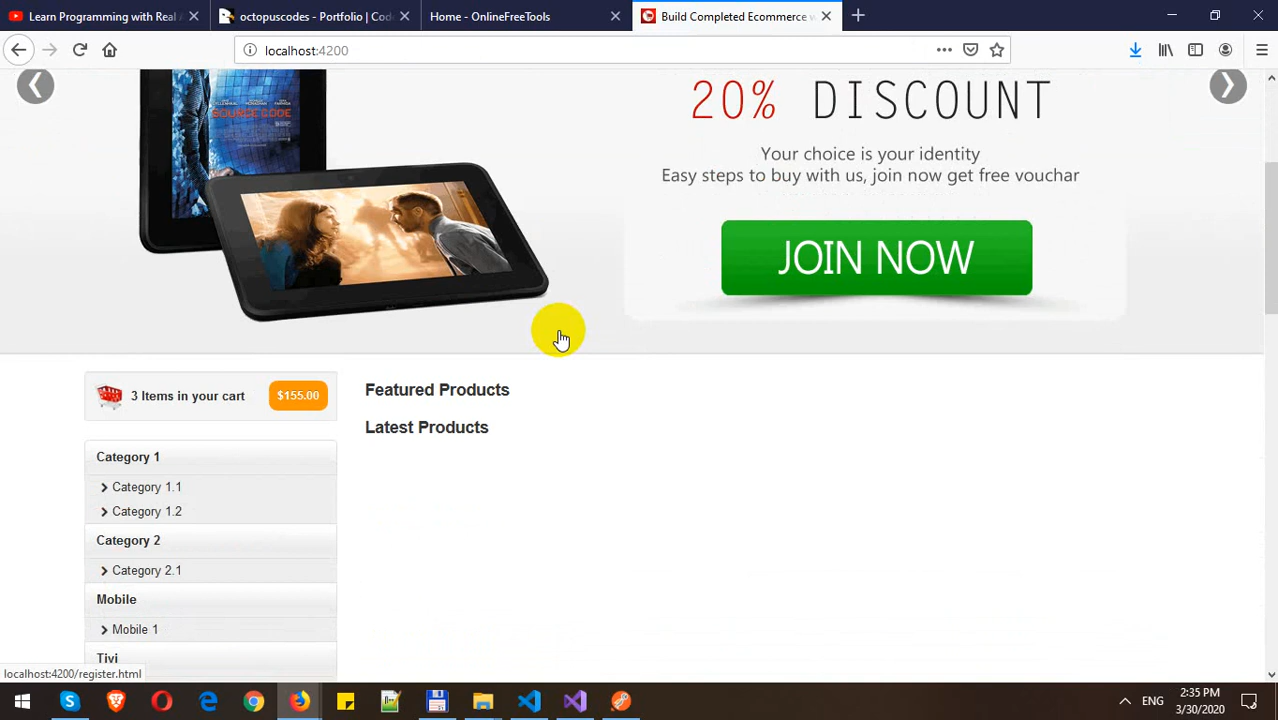 Learn Programming with Real A
octopuscodes - Portfolio | Code
Home - OnlineFreeTools
Build Completed Ecommerce w
localhost:4200
SOURCE CODE
20% DISCOUNT
Your choice is your identity
Easy steps to buy with us, join now get free vouchar
JOIN NOW
3 Items in your cart
$155.00
Featured Products
Latest Products
Category 1
Category 1.1
Category 1.2
Category 2
Category 2.1
Mobile
Mobile 1
Tivi
localhost:4200/register.html
ENG
2:35 PM
3/30/2020